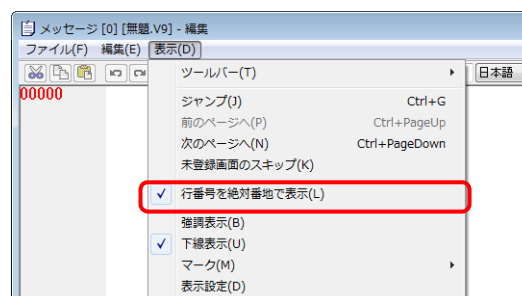 メッセージ [0] [無題.V9] - 編集
ファイル(F) 編集(E) 表示(D)
日本語
00000
ツールバー(T)
ジャンプ(J) Ctrl+G
前のページへ(P) Ctrl+PageUp
次のページへ(N) Ctrl+PageDown
未登録画面のスキップ(K)
行番号を絶対番地で表示(L)
強調表示(B)
下線表示(U)
マーク(M)
表示設定(D)